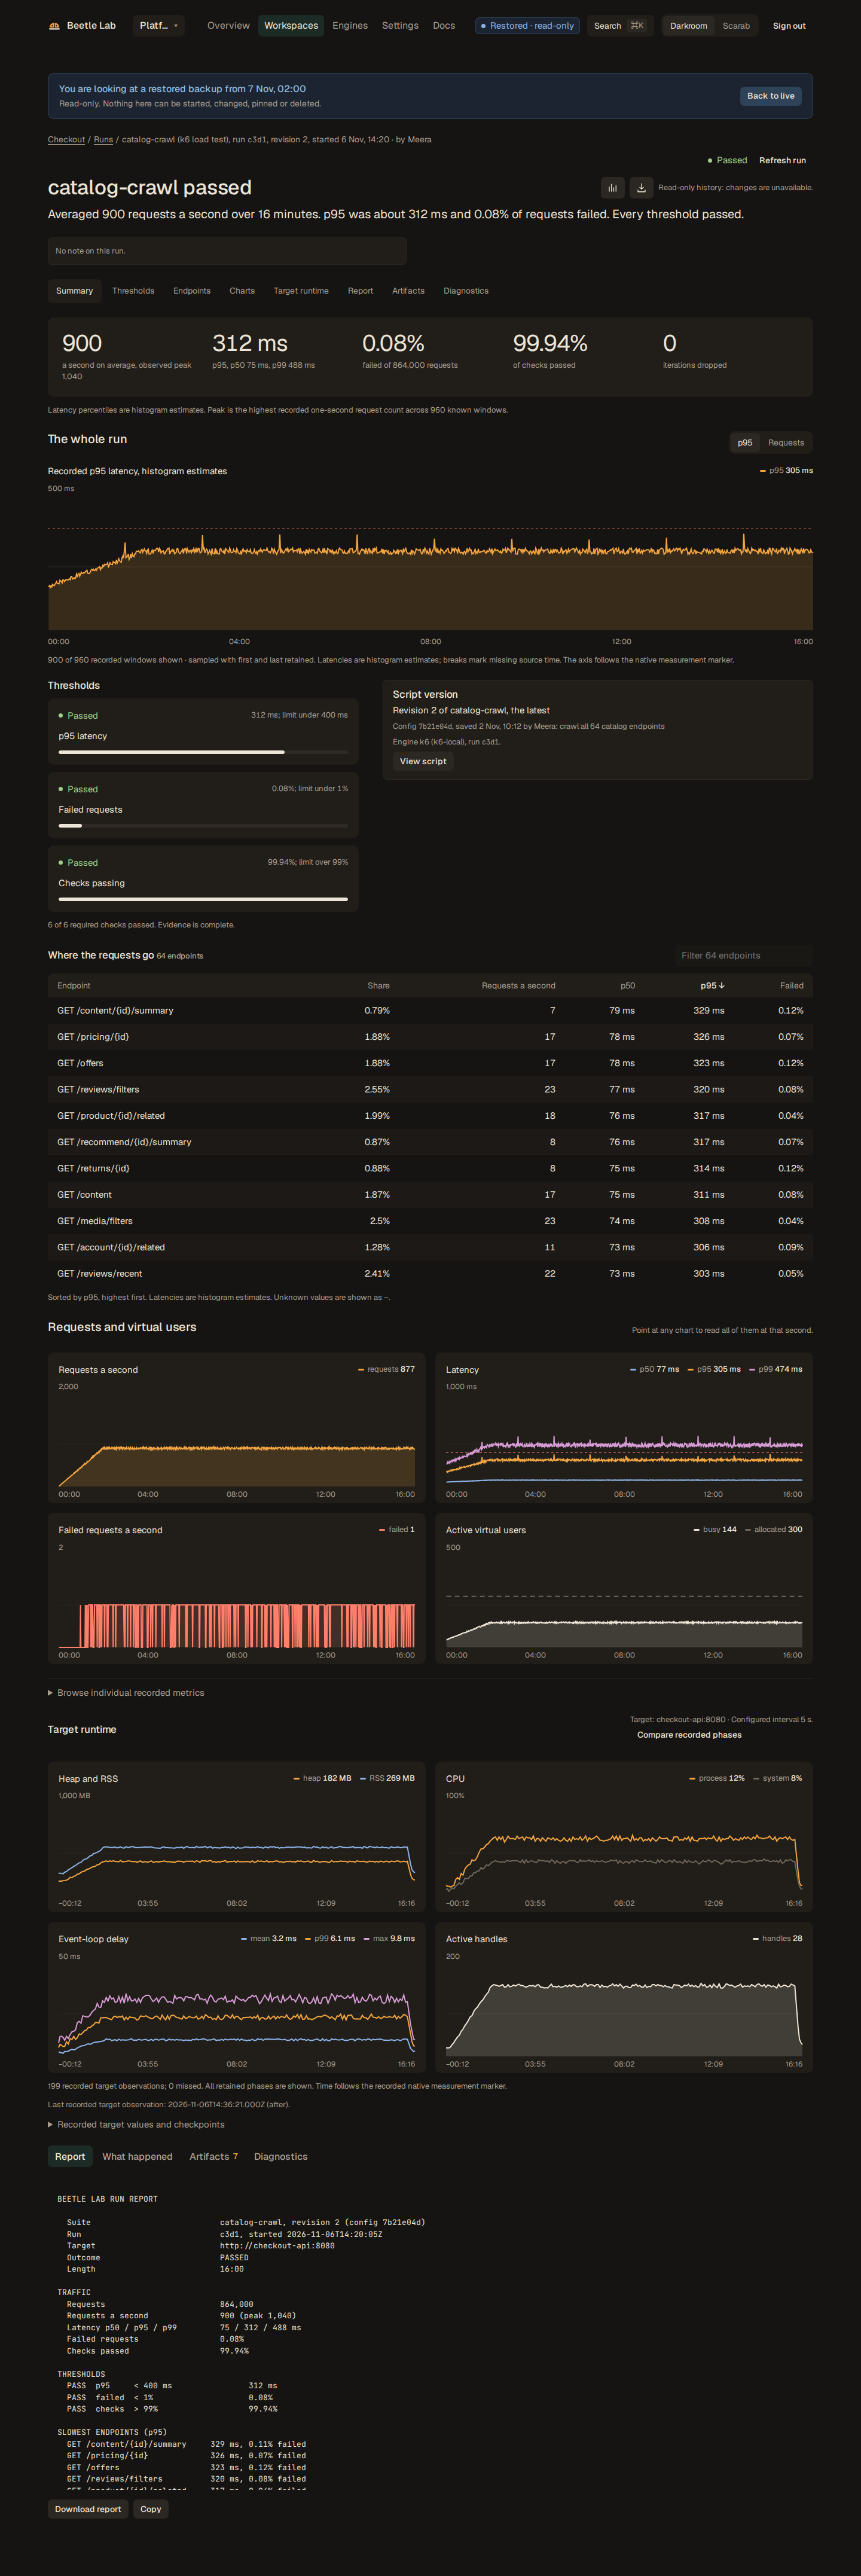 Beetle Lab
Platf...
Overview
Workspaces
Engines
Settings
Docs
Restored · read-only
Search ⌘K
Darkroom
Scarab
Sign out
You are looking at a restored backup from 7 Nov, 02:00
Read-only. Nothing here can be started, changed, pinned or deleted.
Back to live
Checkout / Runs / catalog-crawl (k6 load test), run c3d1, revision 2, started 6 Nov, 14:20 · by Meera
Passed
Refresh run
catalog-crawl passed
Read-only history: changes are unavailable.
Averaged 900 requests a second over 16 minutes. p95 was about 312 ms and 0.08% of requests failed. Every threshold passed.
No note on this run.
Summary
Thresholds
Endpoints
Charts
Target runtime
Report
Artifacts
Diagnostics
900
a second on average, observed peak
1,040
312 ms
p95, p50 75 ms, p99 488 ms
0.08%
failed of 864,000 requests
99.94%
of checks passed
0
iterations dropped
Latency percentiles are histogram estimates. Peak is the highest recorded one-second request count across 960 known windows.
The whole run
p95
Requests
Recorded p95 latency, histogram estimates
p95 305 ms
500 ms
00:00 04:00 08:00 12:00 16:00
900 of 960 recorded windows shown · sampled with first and last retained. Latencies are histogram estimates; breaks mark missing source time. The axis follows the native measurement marker.
Thresholds
Passed
312 ms; limit under 400 ms
p95 latency
Passed
0.08%; limit under 1%
Failed requests
Passed
99.94%; limit over 99%
Checks passing
6 of 6 required checks passed. Evidence is complete.
Script version
Revision 2 of catalog-crawl, the latest
Config 7b21e04d, saved 2 Nov, 10:12 by Meera: crawl all 64 catalog endpoints
Engine k6 (k6-local), run c3d1.
View script
Where the requests go 64 endpoints
Filter 64 endpoints
Endpoint Share Requests a second p50 p95 ↓ Failed
GET /content/{id}/summary 0.79% 7 79 ms 329 ms 0.12%
GET /pricing/{id} 1.88% 17 78 ms 326 ms 0.07%
GET /offers 1.88% 17 78 ms 323 ms 0.12%
GET /reviews/filters 2.55% 23 77 ms 320 ms 0.08%
GET /product/{id}/related 1.99% 18 76 ms 317 ms 0.04%
GET /recommend/{id}/summary 0.87% 8 76 ms 317 ms 0.07%
GET /returns/{id} 0.88% 8 75 ms 314 ms 0.12%
GET /content 1.87% 17 75 ms 311 ms 0.08%
GET /media/filters 2.5% 23 74 ms 308 ms 0.04%
GET /account/{id}/related 1.28% 11 73 ms 306 ms 0.09%
GET /reviews/recent 2.41% 22 73 ms 303 ms 0.05%
Sorted by p95, highest first. Latencies are histogram estimates. Unknown values are shown as –.
Requests and virtual users
Point at any chart to read all of them at that second.
Requests a second
requests 877
2,000
00:00 04:00 08:00 12:00 16:00
Latency
p50 77 ms p95 305 ms p99 474 ms
1,000 ms
00:00 04:00 08:00 12:00 16:00
Failed requests a second
failed 1
2
00:00 04:00 08:00 12:00 16:00
Active virtual users
busy 144 allocated 300
500
00:00 04:00 08:00 12:00 16:00
Browse individual recorded metrics
Target runtime
Target: checkout-api:8080 · Configured interval 5 s.
Compare recorded phases
Heap and RSS
heap 182 MB RSS 269 MB
1,000 MB
−00:12 03:55 08:02 12:09 16:16
CPU
process 12% system 8%
100%
−00:12 03:55 08:02 12:09 16:16
Event-loop delay
mean 3.2 ms p99 6.1 ms max 9.8 ms
50 ms
−00:12 03:55 08:02 12:09 16:16
Active handles
handles 28
200
−00:12 03:55 08:02 12:09 16:16
199 recorded target observations; 0 missed. All retained phases are shown. Time follows the recorded native measurement marker.
Last recorded target observation: 2026-11-06T14:36:21.000Z (after).
Recorded target values and checkpoints
Report
What happened
Artifacts 7
Diagnostics
BEETLE LAB RUN REPORT
Suite catalog-crawl, revision 2 (config 7b21e04d)
Run c3d1, started 2026-11-06T14:20:05Z
Target http://checkout-api:8080
Outcome PASSED
Length 16:00
TRAFFIC
Requests 864,000
Requests a second 900 (peak 1,040)
Latency p50 / p95 / p99 75 / 312 / 488 ms
Failed requests 0.08%
Checks passed 99.94%
THRESHOLDS
PASS p95 < 400 ms 312 ms
PASS failed < 1% 0.08%
PASS checks > 99% 99.94%
SLOWEST ENDPOINTS (p95)
GET /content/{id}/summary 329 ms, 0.11% failed
GET /pricing/{id} 326 ms, 0.07% failed
GET /offers 323 ms, 0.12% failed
GET /reviews/filters 320 ms, 0.08% failed
Download report
Copy